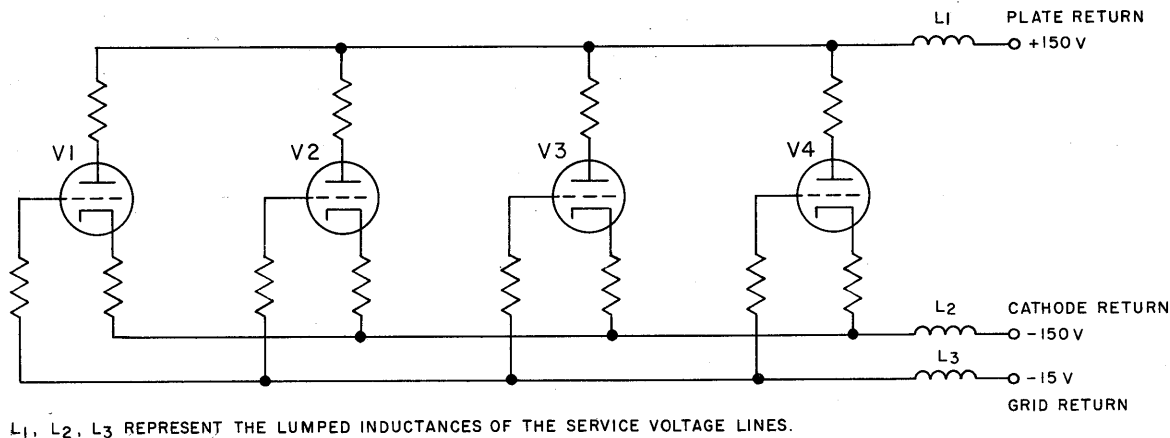 L1 PLATE RETURN
+150 V
V1 V2 V3 V4
L2 CATHODE RETURN
-150 V
L3
-15 V
GRID RETURN
L1, L2, L3 REPRESENT THE LUMPED INDUCTANCES OF THE SERVICE VOLTAGE LINES.